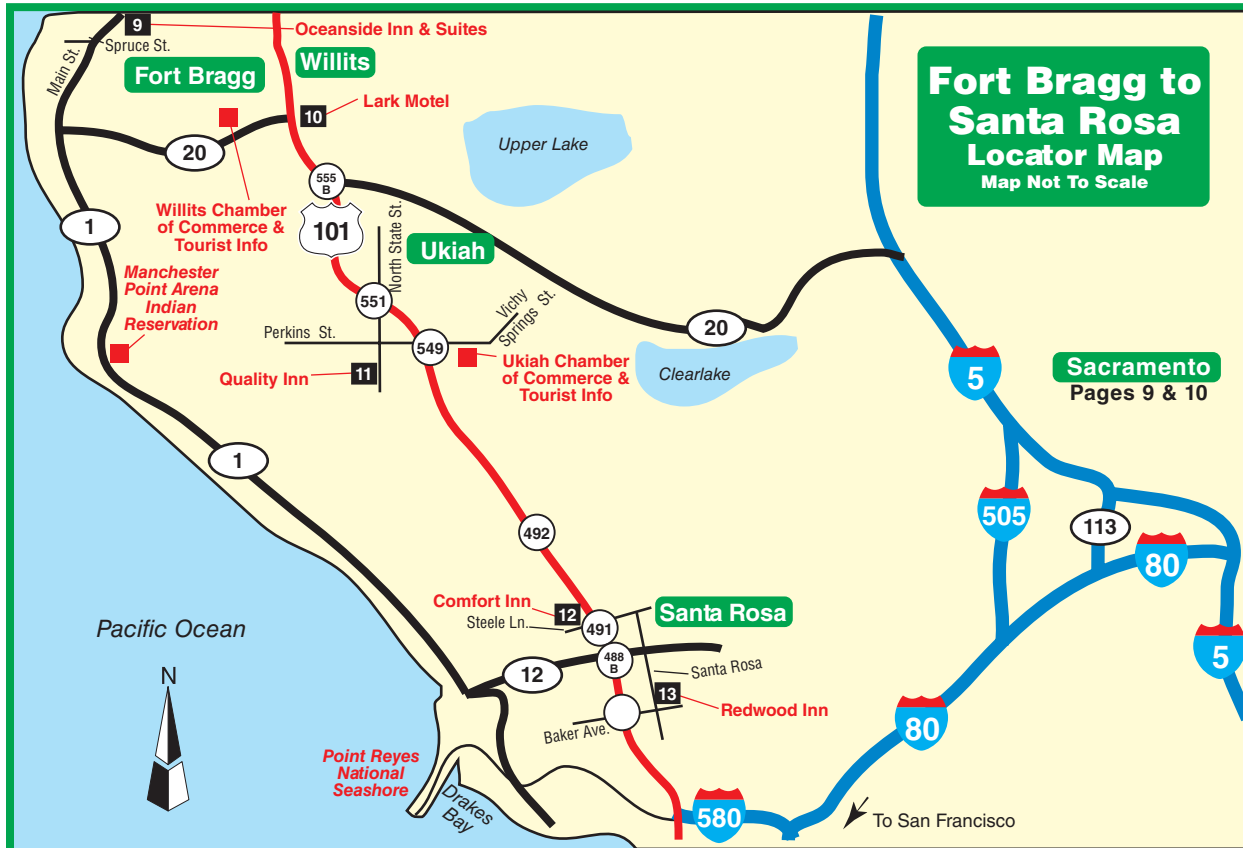 9
Oceanside Inn & Suites
Spruce St.
Main St.
Fort Bragg
Willits
Fort Bragg to
Santa Rosa
Locator Map
Map Not To Scale
10
Lark Motel
20
Upper Lake
555
B
Willits Chamber
of Commerce &
Tourist Info
1
101
North State St.
Ukiah
Manchester
Point Arena
Indian
Reservation
551
Vichy
Springs St.
Perkins St.
549
20
11
Quality Inn
Ukiah Chamber
of Commerce &
Tourist Info
Clearlake
5
Sacramento
Pages 9 & 10
1
492
505
113
80
Comfort Inn
12
Steele Ln.
491
Santa Rosa
Pacific Ocean
488
B
12
Santa Rosa
5
N
13
Redwood Inn
Baker Ave.
80
Point Reyes
National
Seashore
Drakes
Bay
580
To San Francisco